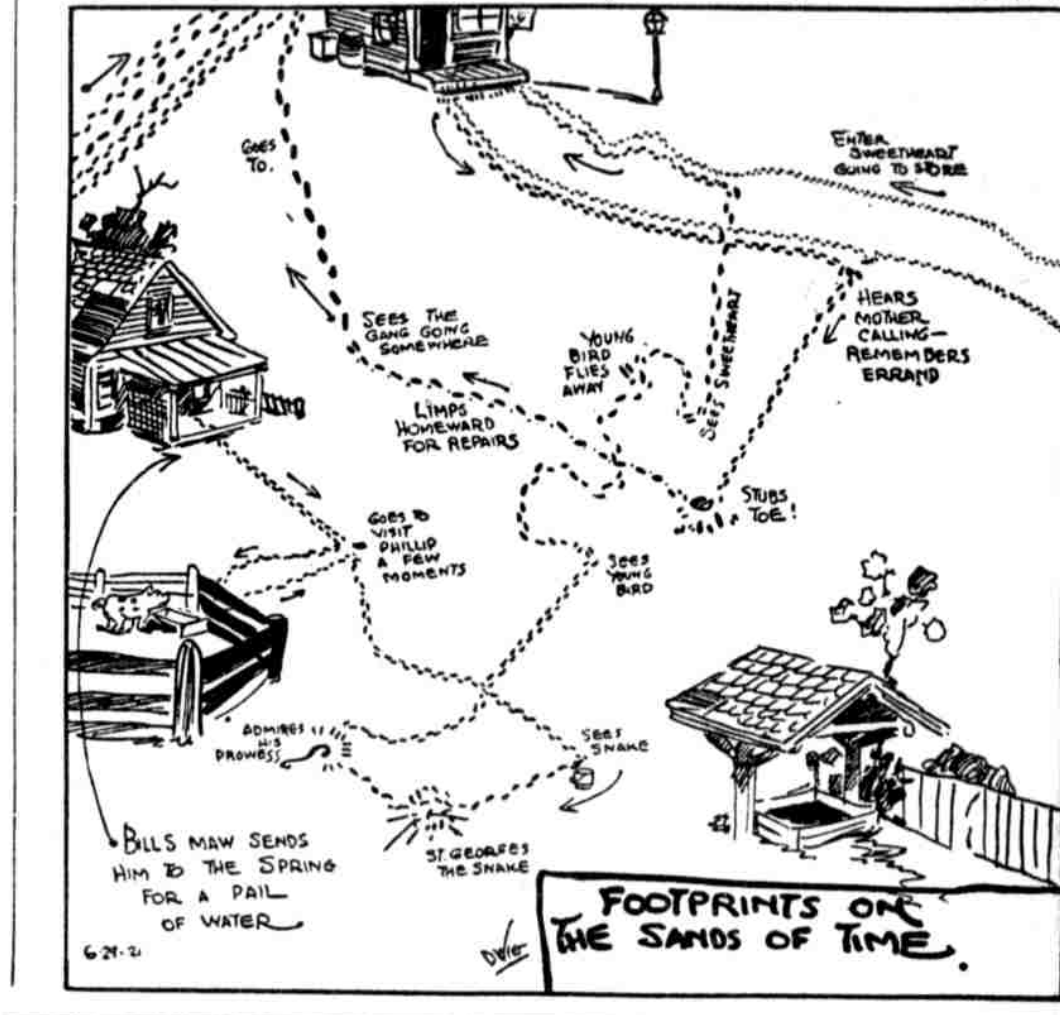 ENTER
SWEETHEART
GOING TO STORE
GOES
TO.
HEARS
MOTHER
CALLING—
REMEMBERS
ERRAND
SEES THE
GANG GOING
SOMEWHERE
YOUNG
BIRD
FLIES
AWAY
SEES SWEETHEART
LIMPS
HOMEWARD
FOR REPAIRS
STUBS
TOE!
GOES TO
VISIT
PHILLIP
A FEW
MOMENTS
SEES
YOUNG
BIRD
ADMIRES
HIS
PROWESS
SEES
SNAKE
ST. GEORGES
THE SNAKE
BILLS MAW SENDS
HIM TO THE SPRING
FOR A PAIL
OF WATER
6-29-21
DWIG
FOOTPRINTS ON
THE SANDS OF TIME.